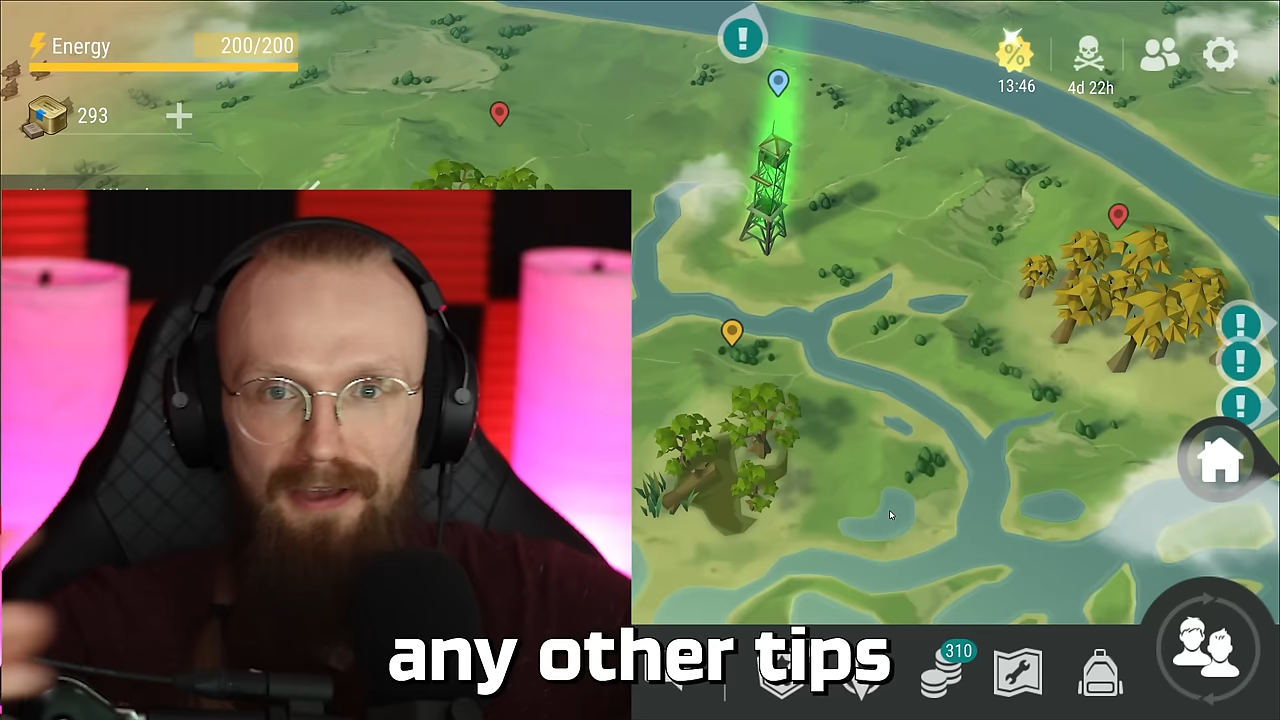 Energy
200/200
293
13:46
4d 22h
310
any other tips